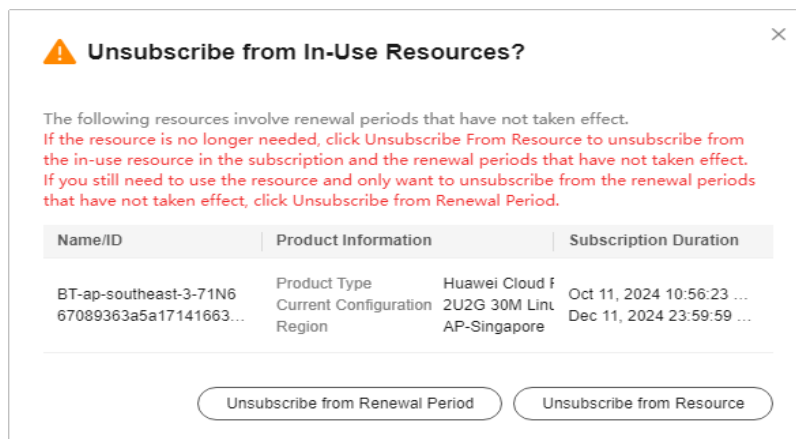 Unsubscribe from In-Use Resources?
The following resources involve renewal periods that have not taken effect.
If the resource is no longer needed, click Unsubscribe From Resource to unsubscribe from
the in-use resource in the subscription and the renewal periods that have not taken effect.
If you still need to use the resource and only want to unsubscribe from the renewal periods
that have not taken effect, click Unsubscribe from Renewal Period.
Name/ID Product Information Subscription Duration
BT-ap-southeast-3-71N6
67089363a5a17141663...
Product Type Huawei Cloud F
Current Configuration 2U2G 30M Linu
Region AP-Singapore
Oct 11, 2024 10:56:23 ...
Dec 11, 2024 23:59:59 ...
Unsubscribe from Renewal Period Unsubscribe from Resource